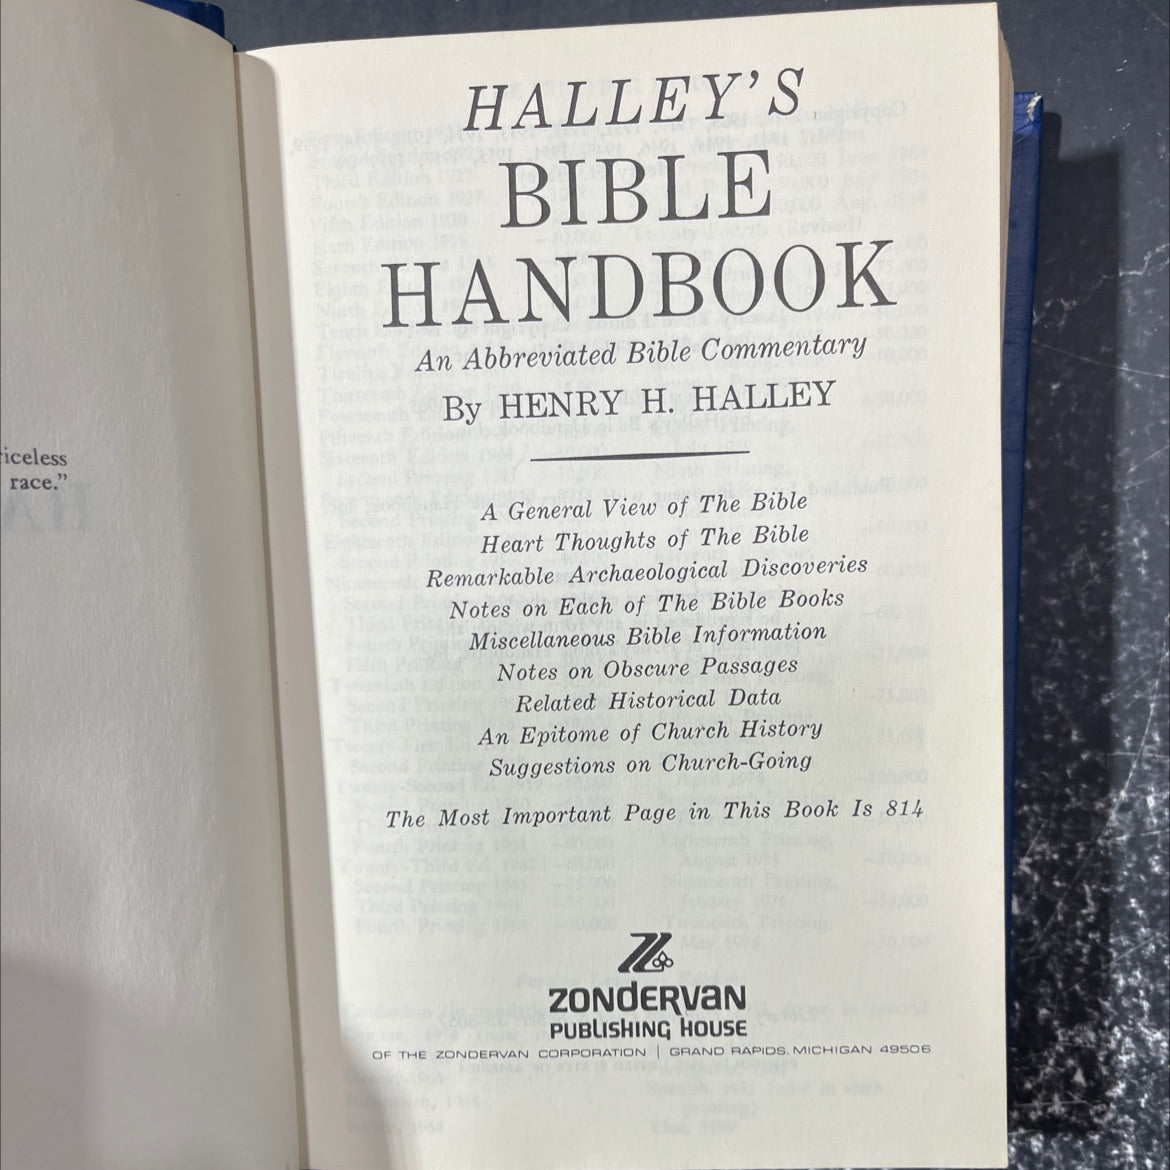 riceless
race.”
HALLEY'S
BIBLE
HANDBOOK
An Abbreviated Bible Commentary
By HENRY H. HALLEY
A General View of The Bible
Heart Thoughts of The Bible
Remarkable Archaeological Discoveries
Notes on Each of The Bible Books
Miscellaneous Bible Information
Notes on Obscure Passages
Related Historical Data
An Epitome of Church History
Suggestions on Church-Going
The Most Important Page in This Book Is 814
ZONDERVAN
PUBLISHING HOUSE
OF THE ZONDERVAN CORPORATION | GRAND RAPIDS, MICHIGAN 49506